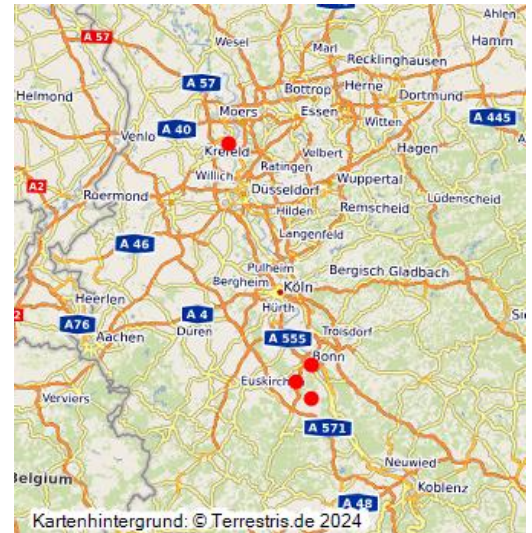 A 57
Wesel
Marl
Ahlen
Hamm
Recklinghausen
Helmond
A 57
Bottrop
Herne
Dortmund
Moers
Essen
A 445
Venlo
A 40
Witten
Krefeld
Velbert
Hagen
Ratingen
Willich
A2
Wuppertal
Roermond
Düsseldorf
Lüdenscheid
Hilden
Remscheid
A 46
Langenfeld
Pulheim
Bergisch Gladbach
Bergheim
Köln
Heerlen
A 4
Hürth
A76
Düren
A 555
Troisdorf
Aachen
Bonn
Verviers
A 571
Neuwied
Belgium
A 48
Koblenz
Kartenhintergrund: © Terrestris.de 2024